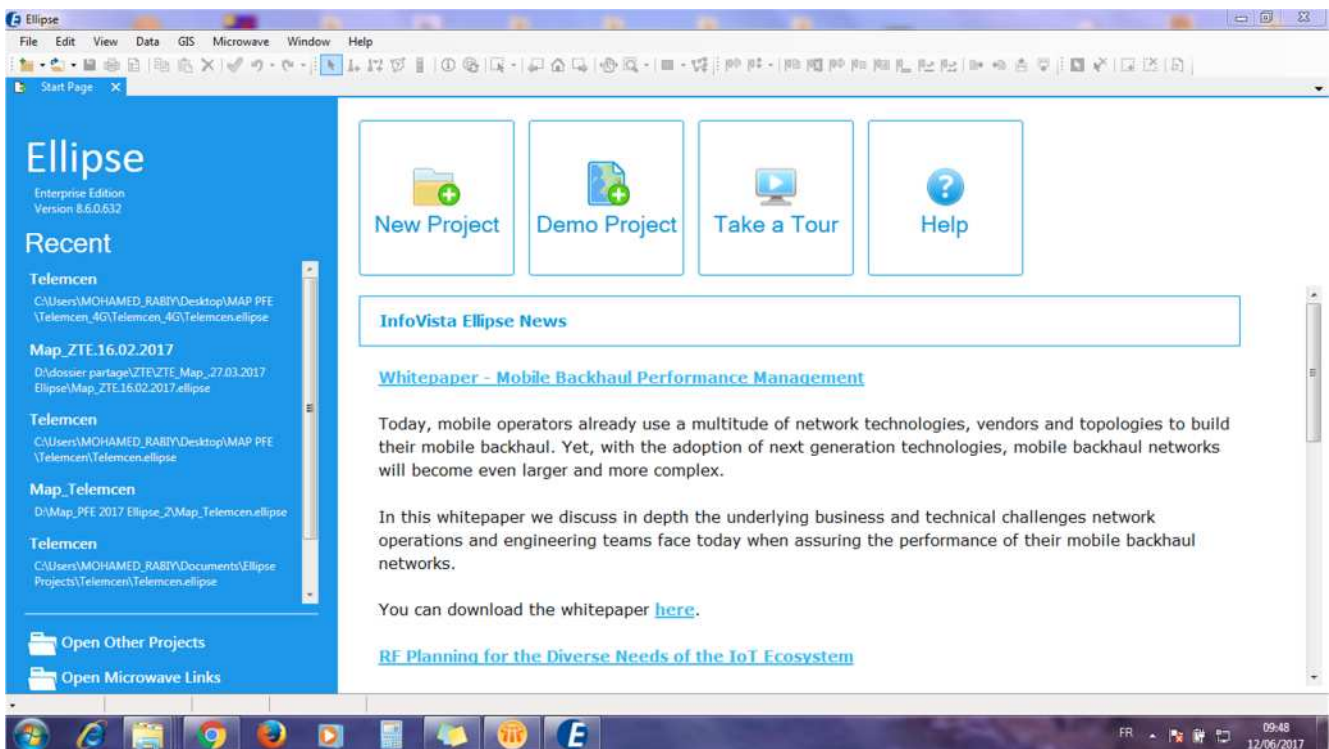 Ellipse
File Edit View Data GIS Microwave Window Help
Start Page
Ellipse
Enterprise Edition
Version 8.6.0.632
Recent
Telemcen
C:\Users\MOHAMED_RABIY\Desktop\MAP PFE
\Telemcen_4G\Telemcen_4G\Telemcen.ellipse
Map_ZTE.16.02.2017
D:\dossier partage\ZTE\ZTE_Map_.27.03.2017
Ellipse\Map_ZTE.16.02.2017.ellipse
Telemcen
C:\Users\MOHAMED_RABIY\Desktop\MAP PFE
\Telemcen\Telemcen.ellipse
Map_Telemcen
D:\Map_PFE 2017 Ellipse_2\Map_Telemcen.ellipse
Telemcen
C:\Users\MOHAMED_RABIY\Documents\Ellipse
Projects\Telemcen\Telemcen.ellipse
Open Other Projects
Open Microwave Links
New Project
Demo Project
Take a Tour
Help
InfoVista Ellipse News
Whitepaper - Mobile Backhaul Performance Management
Today, mobile operators already use a multitude of network technologies, vendors and topologies to build
their mobile backhaul. Yet, with the adoption of next generation technologies, mobile backhaul networks
will become even larger and more complex.
In this whitepaper we discuss in depth the underlying business and technical challenges network
operations and engineering teams face today when assuring the performance of their mobile backhaul
networks.
You can download the whitepaper here.
RF Planning for the Diverse Needs of the IoT Ecosystem
FR
09:48
12/06/2017